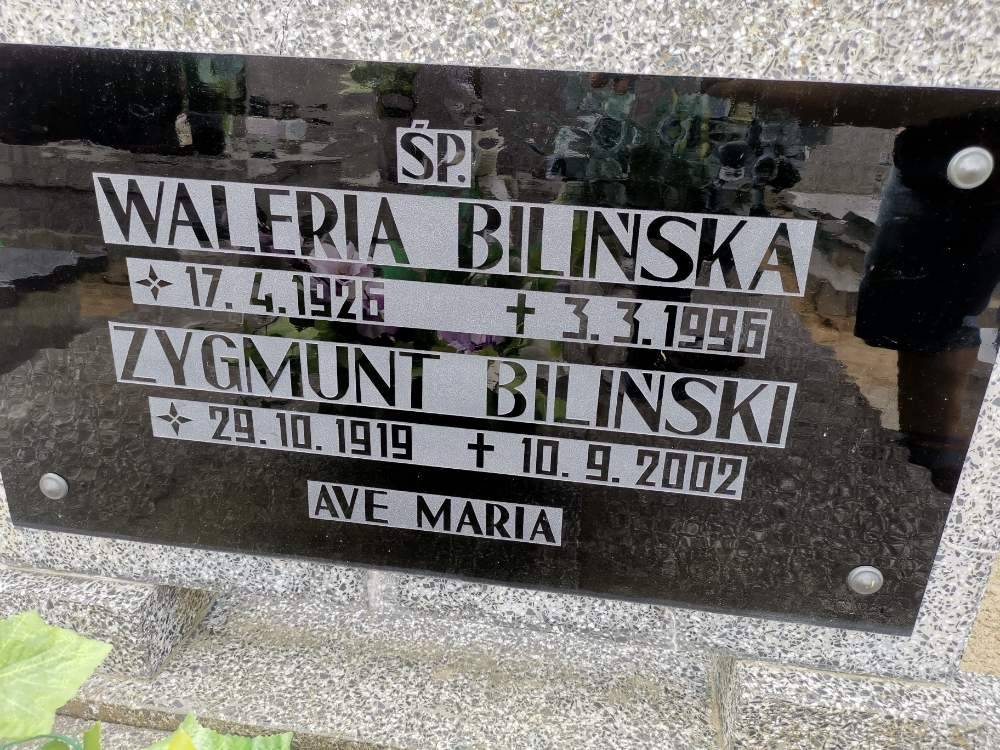 ŚP.
WALERIA BILIŃSKA
17.4.1926 ✝ 3.3.1996
ZYGMUNT BILIŃSKI
29.10.1919 ✝ 10.9.2002
AVE MARIA